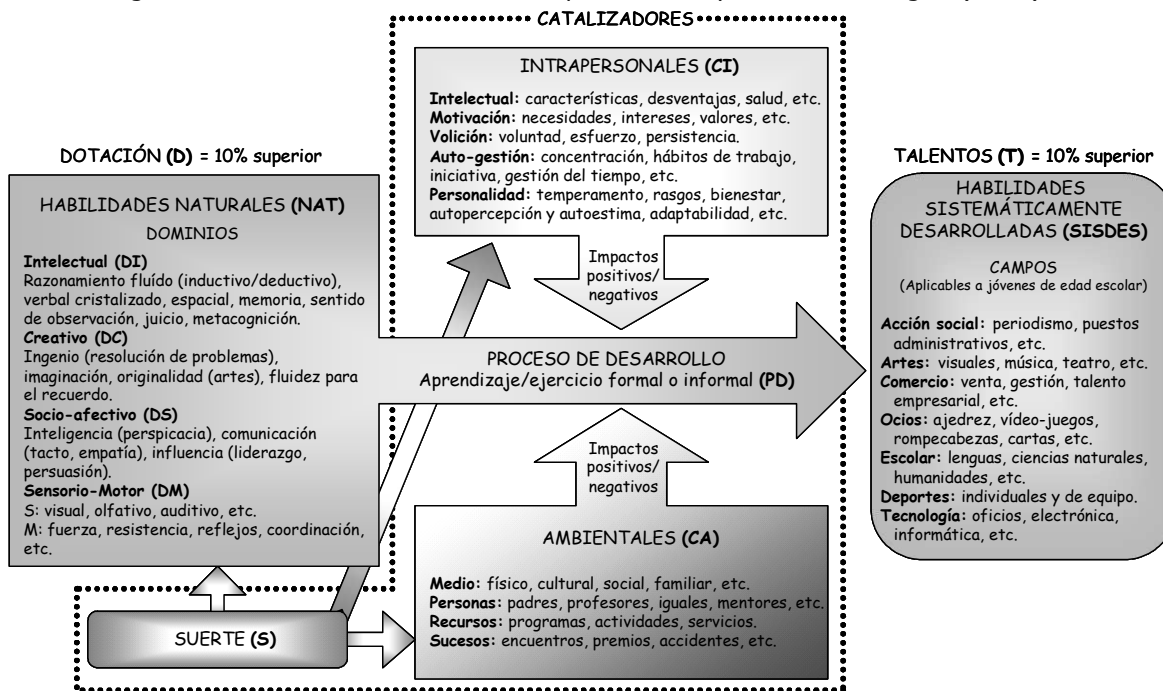 CATALIZADORES
INTRAPERSONALES (CI)
Intelectual: características, desventajas, salud, etc.
Motivación: necesidades, intereses, valores, etc.
Volición: voluntad, esfuerzo, persistencia.
Auto-gestión: concentración, hábitos de trabajo,
iniciativa, gestión del tiempo, etc.
Personalidad: temperamento, rasgos, bienestar,
autopercepción y autoestima, adaptabilidad, etc.
Impactos
positivos/
negativos
DOTACIÓN (D) = 10% superior
HABILIDADES NATURALES (NAT)
DOMINIOS
Intelectual (DI)
Razonamiento fluído (inductivo/deductivo),
verbal cristalizado, espacial, memoria, sentido
de observación, juicio, metacognición.
Creativo (DC)
Ingenio (resolución de problemas),
imaginación, originalidad (artes), fluidez para
el recuerdo.
Socio-afectivo (DS)
Inteligencia (perspicacia), comunicación
(tacto, empatía), influencia (liderazgo,
persuasión).
Sensorio-Motor (DM)
S: visual, olfativo, auditivo, etc.
M: fuerza, resistencia, reflejos, coordinación,
etc.
PROCESO DE DESARROLLO
Aprendizaje/ejercicio formal o informal (PD)
TALENTOS (T) = 10% superior
HABILIDADES
SISTEMÁTICAMENTE
DESARROLLADAS (SISDES)
CAMPOS
(Aplicables a jóvenes de edad escolar)
Acción social: periodismo, puestos
administrativos, etc.
Artes: visuales, música, teatro, etc.
Comercio: venta, gestión, talento
empresarial, etc.
Ocios: ajedrez, vídeo-juegos,
rompecabezas, cartas, etc.
Escolar: lenguas, ciencias naturales,
humanidades, etc.
Deportes: individuales y de equipo.
Tecnología: oficios, electrónica,
informática, etc.
Impactos
positivos/
negativos
AMBIENTALES (CA)
Medio: físico, cultural, social, familiar, etc.
Personas: padres, profesores, iguales, mentores, etc.
Recursos: programas, actividades, servicios.
Sucesos: encuentros, premios, accidentes, etc.
SUERTE (S)